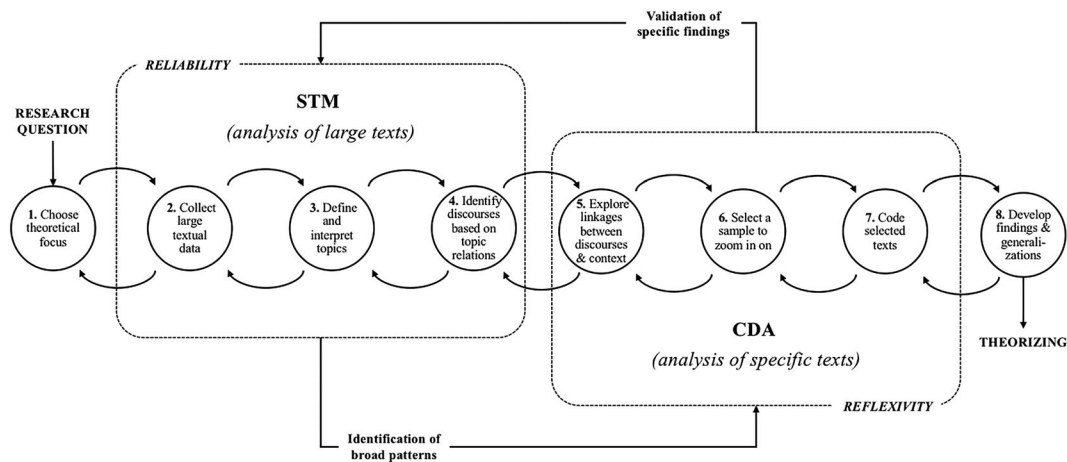 Validation of
specific findings
RELIABILITY
STM
(analysis of large texts)
RESEARCH
QUESTION
1. Choose
theoretical
focus
2. Collect
large
textual
data
3. Define
and
interpret
topics
4. Identify
discourses
based on
topic
relations
5. Explore
linkages
between
discourses
& context
6. Select a
sample to
zoom in on
7. Code
selected
texts
8. Develop
findings &
generali-
zations
CDA
(analysis of specific texts)
THEORIZING
REFLEXIVITY
Identification of
broad patterns